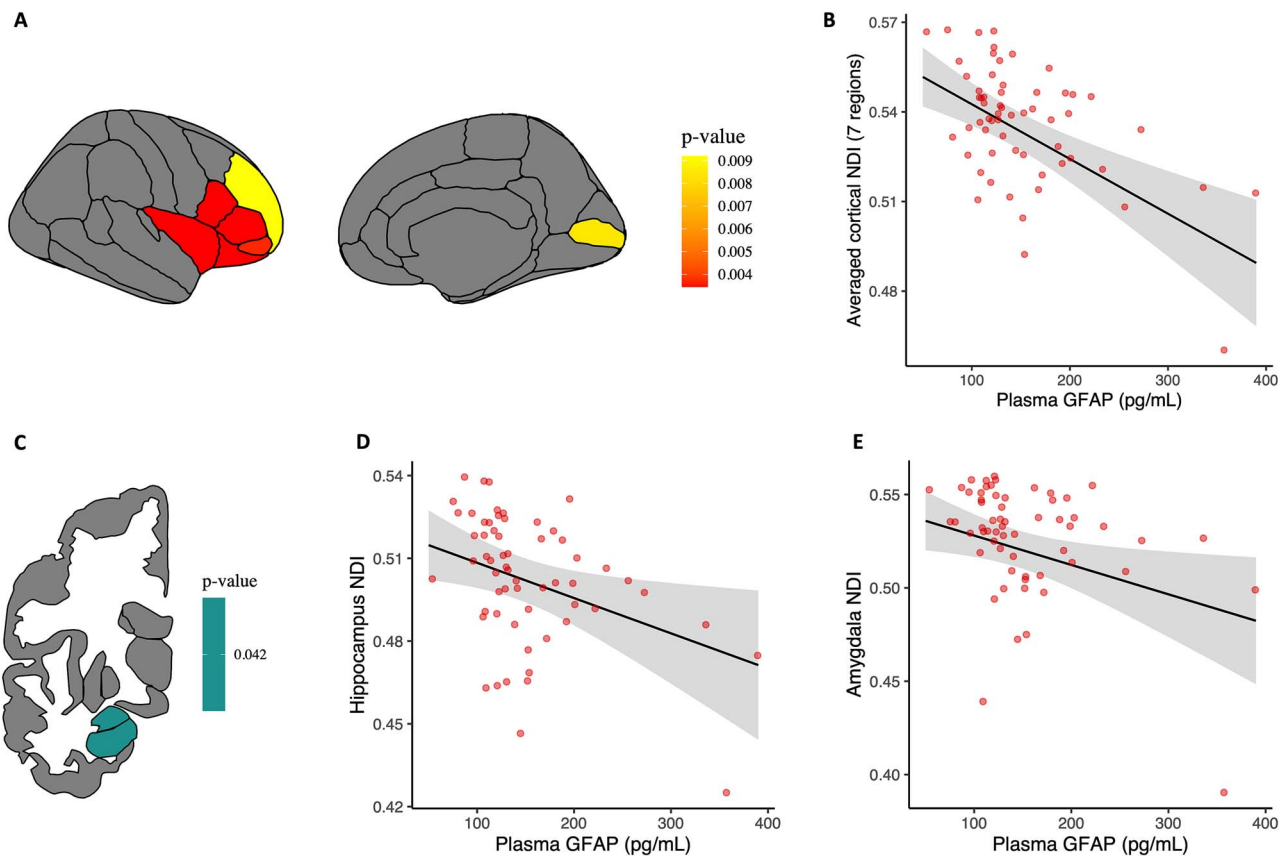 A
p-value
0.009
0.008
0.007
0.006
0.005
0.004
B
Averaged cortical NDI (7 regions)
0.57
0.54
0.51
0.48
100
200
300
400
Plasma GFAP (pg/mL)
C
p-value
0.042
D
Hippocampus NDI
0.54
0.51
0.48
0.45
0.42
100
200
300
400
Plasma GFAP (pg/mL)
E
Amygdala NDI
0.55
0.50
0.45
0.40
100
200
300
400
Plasma GFAP (pg/mL)